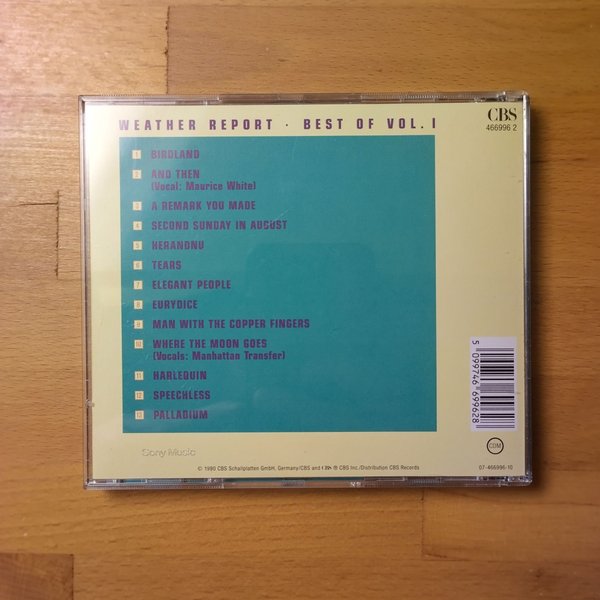 WEATHER REPORT · BEST OF VOL. I
CBS
466996 2
1 BIRDLAND
2 AND THEN
(Vocal: Maurice White)
3 A REMARK YOU MADE
4 SECOND SUNDAY IN AUGUST
5 HERANDNU
6 TEARS
7 ELEGANT PEOPLE
8 EURYDICE
9 MAN WITH THE COPPER FINGERS
10 WHERE THE MOON GOES
(Vocals: Manhattan Transfer)
11 HARLEQUIN
12 SPEECHLESS
13 PALLADIUM
5 099746 699628
CDM
Sony Music
© 1990 CBS Schallplatten GmbH, Germany/CBS and ® CBS Inc./Distribution CBS Records
07-466996-10